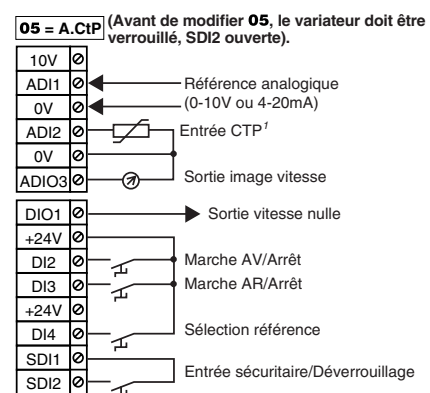 05 = A.CtP (Avant de modifier 05, le variateur doit être
verrouillé, SDI2 ouverte).
10V
ADI1 Référence analogique
0V (0-10V ou 4-20mA)
ADI2 Entrée CTP1
0V
ADIO3 Sortie image vitesse
DIO1 Sortie vitesse nulle
+24V
DI2 Marche AV/Arrêt
DI3 Marche AR/Arrêt
+24V
DI4 Sélection référence
SDI1
SDI2 Entrée sécuritaire/Déverrouillage